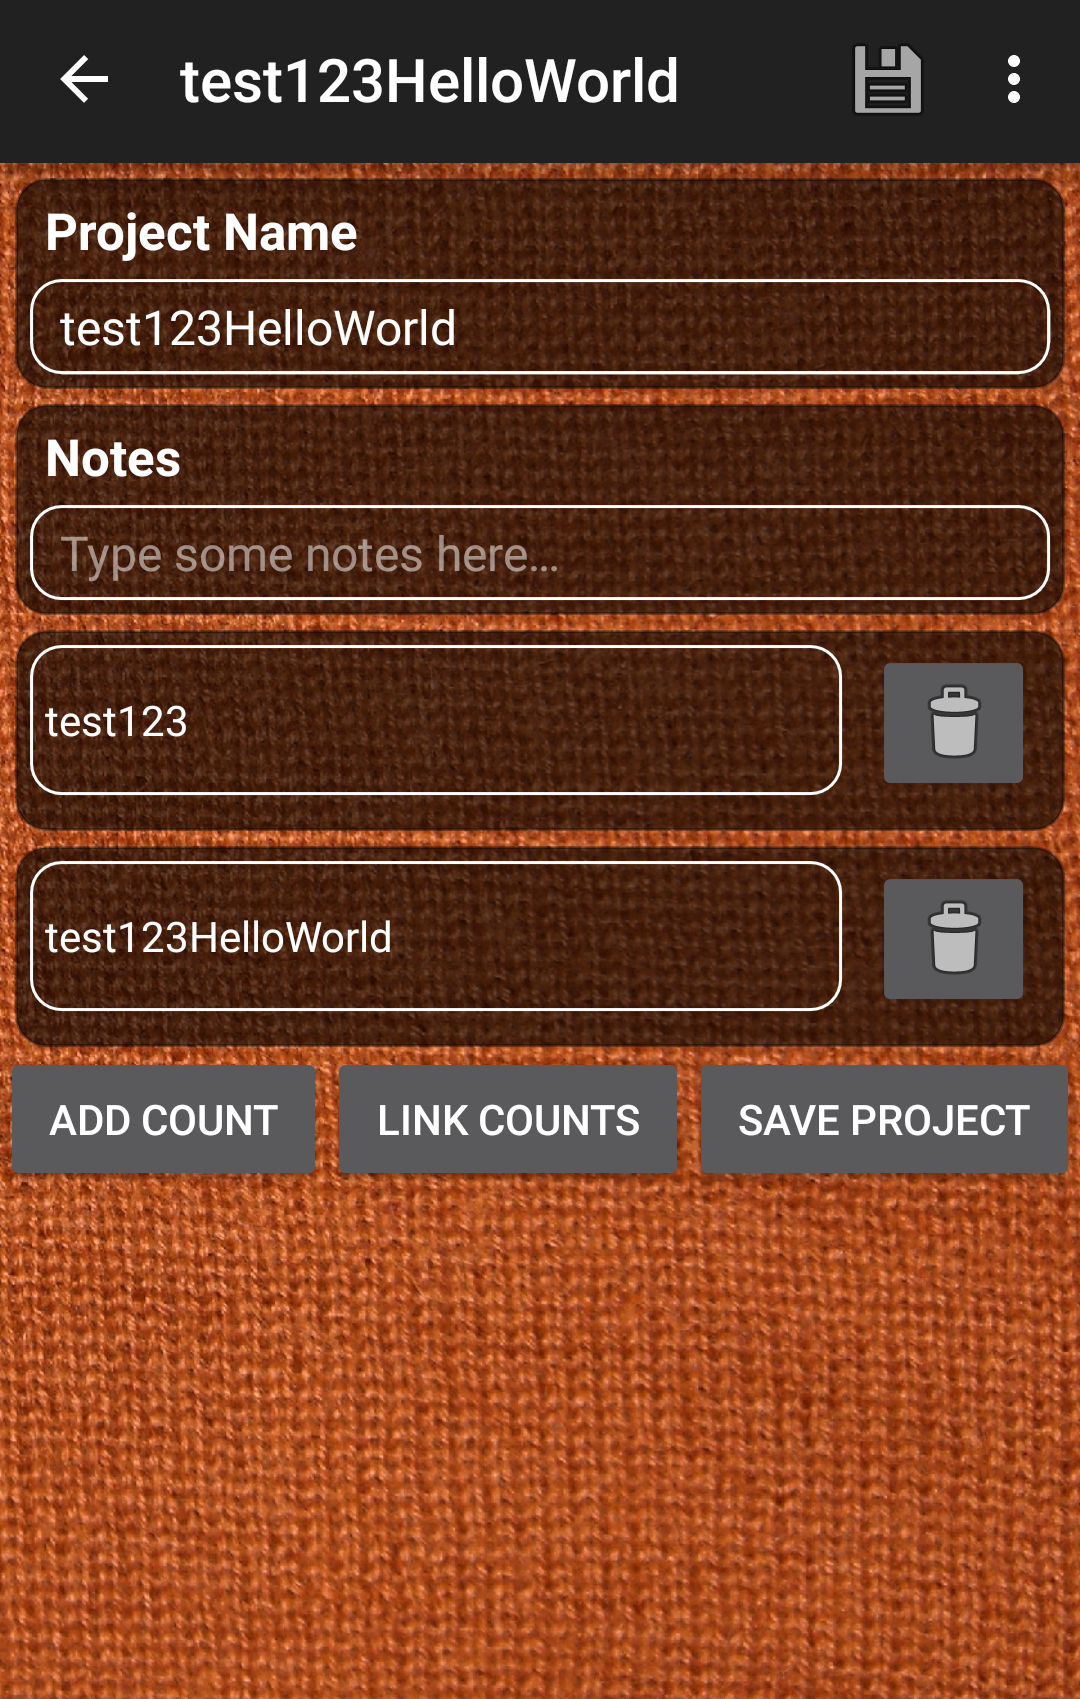 test123HelloWorld
Project Name
test123HelloWorld
Notes
Type some notes here...
test123
test123HelloWorld
ADD COUNT
LINK COUNTS
SAVE PROJECT